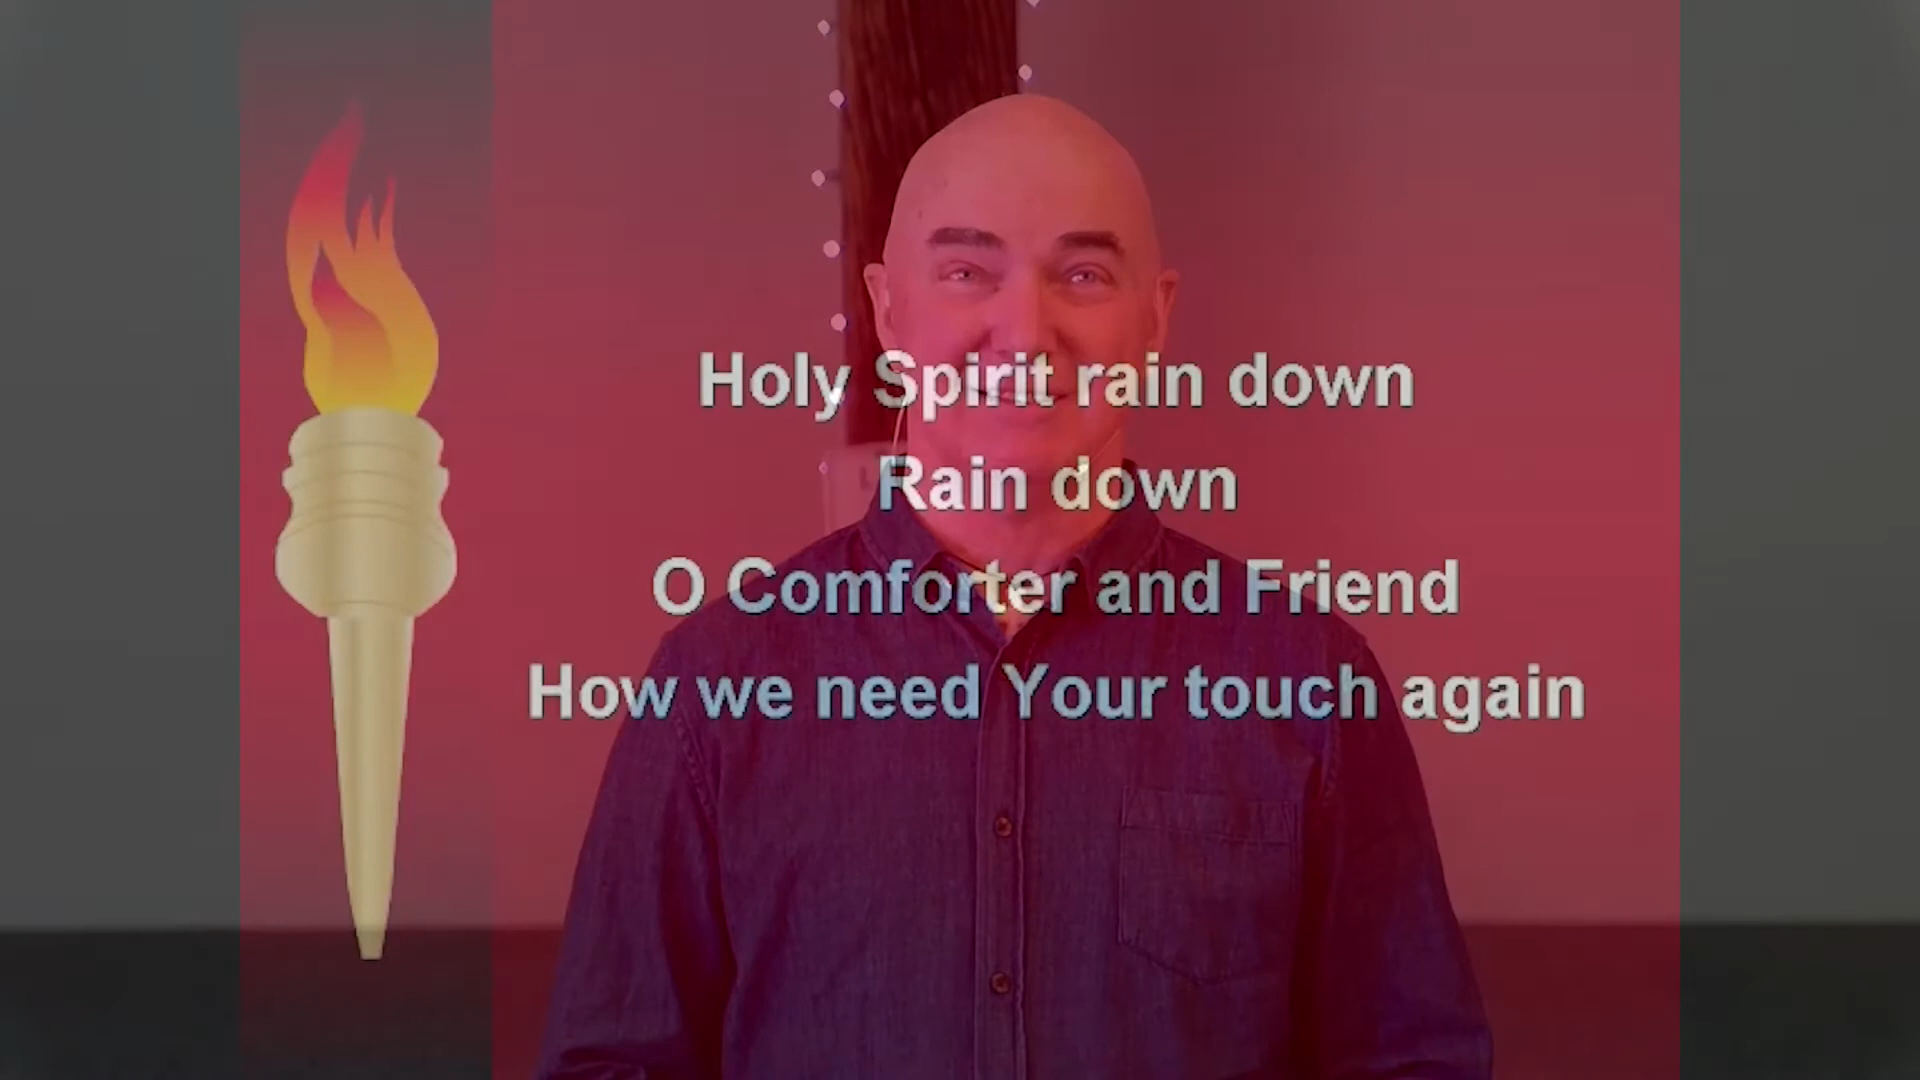 Holy Spirit rain down
Rain down
O Comforter and Friend
How we need Your touch again